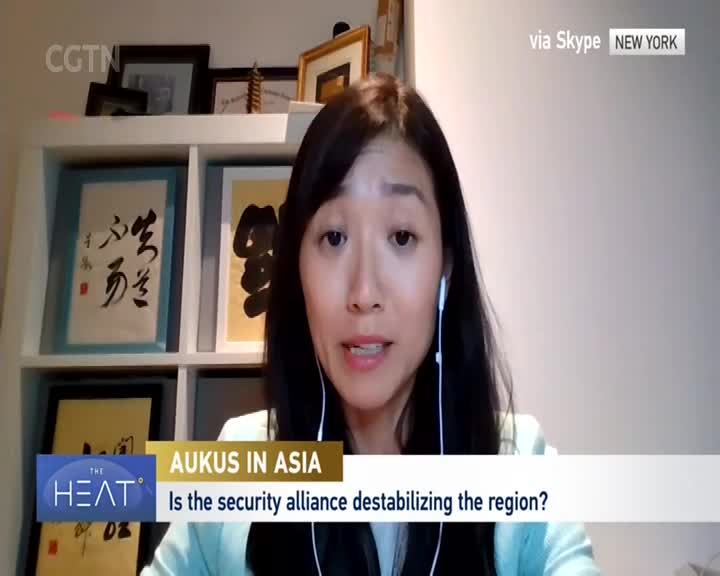 CGTN
via Skype NEW YORK
AUKUS IN ASIA
THE
HEAT
Is the security alliance destabilizing the region?